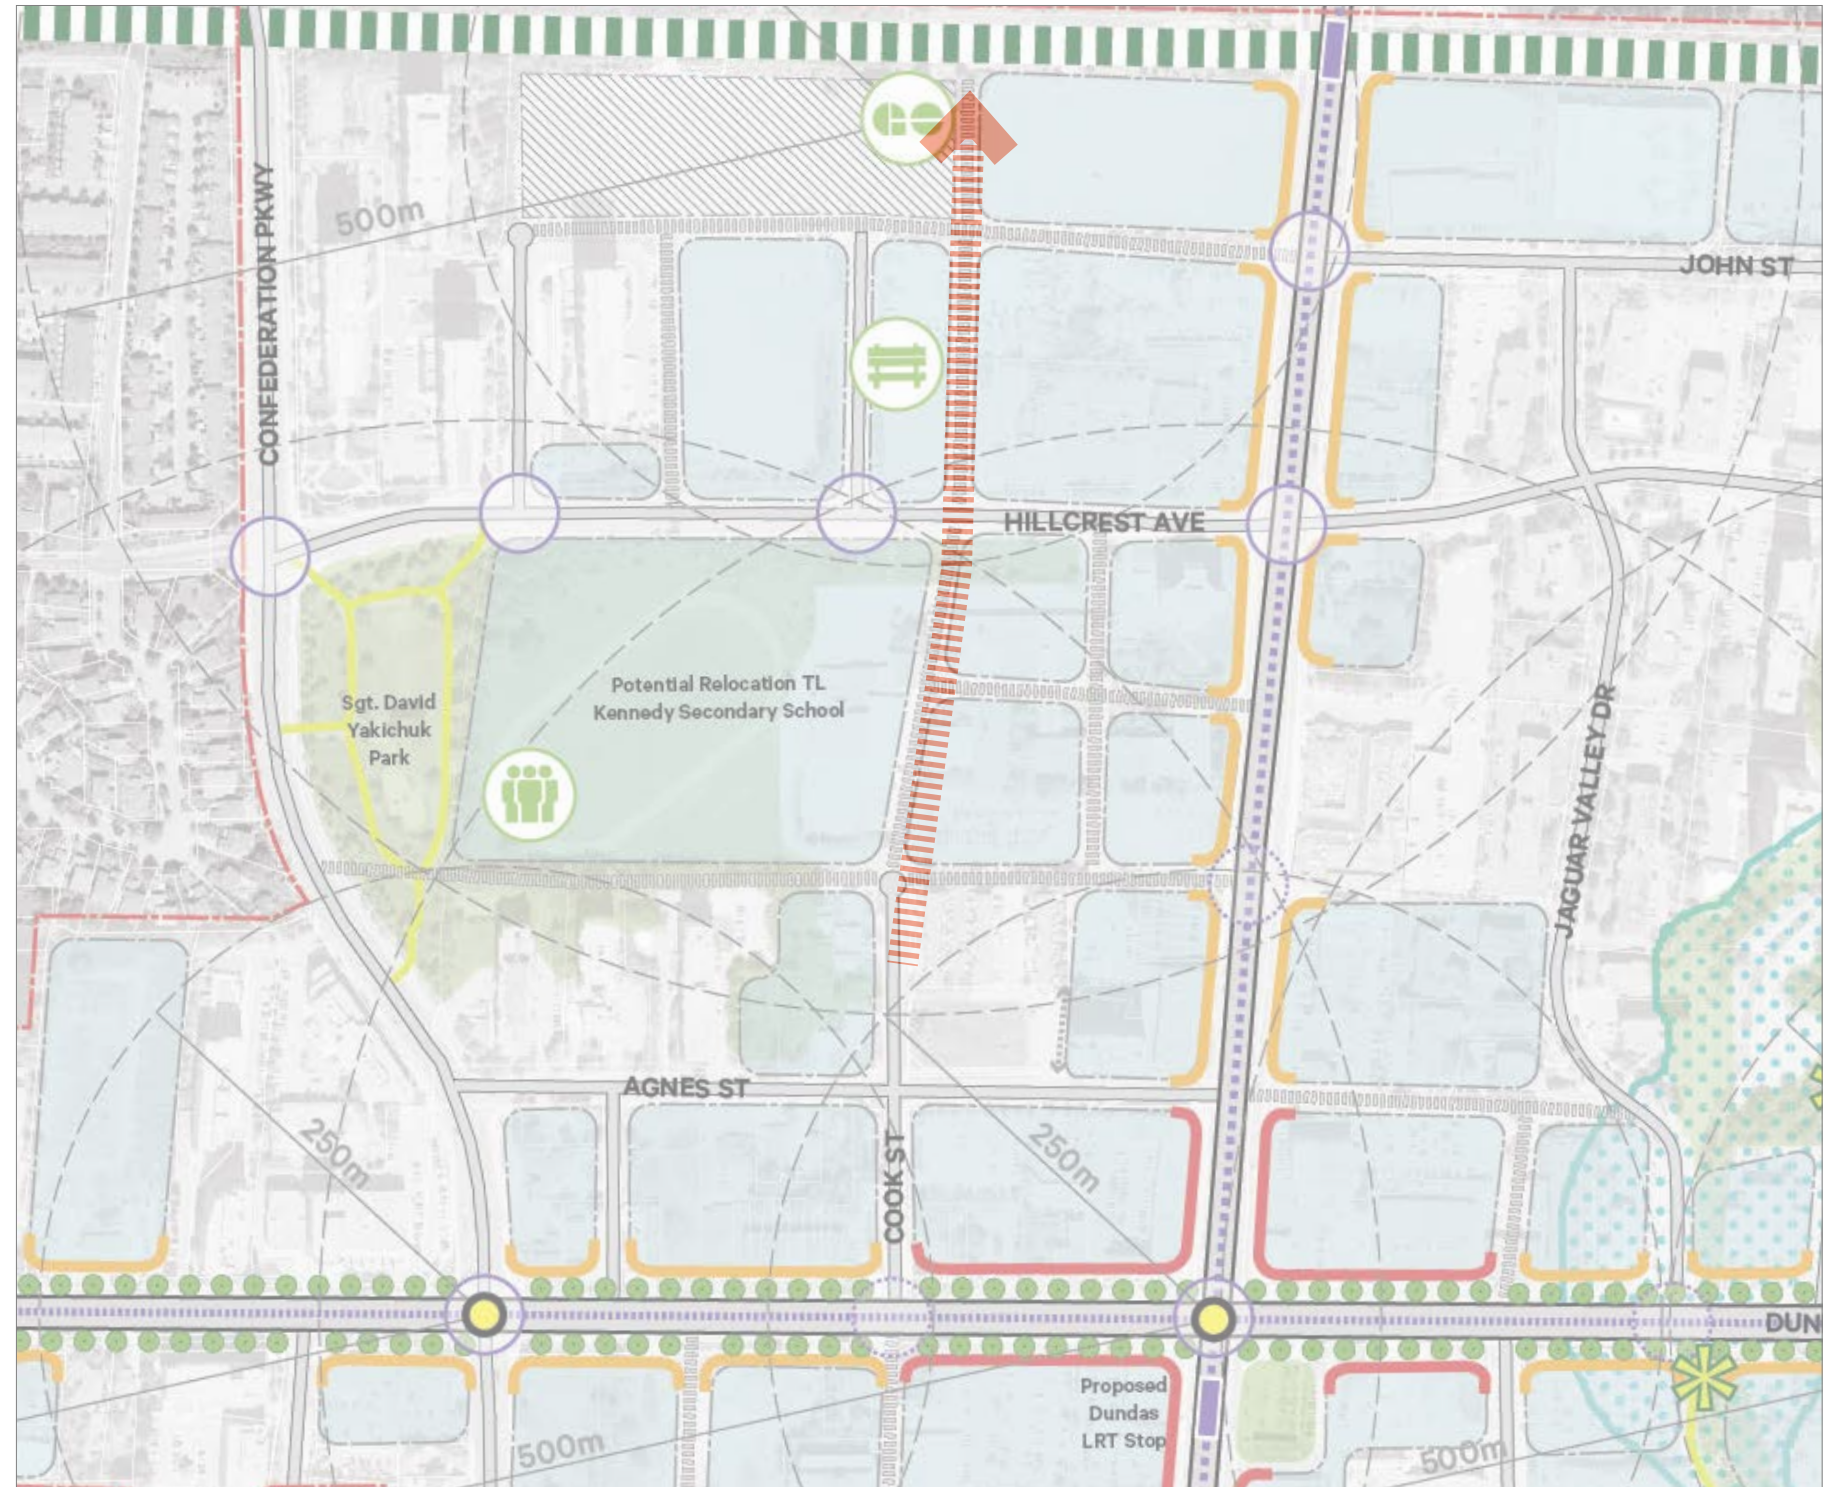 500m
CONFEDERATION PKWY
JOHN ST
HILLCREST AVE
Potential Relocation TL
Kennedy Secondary School
Sgt. David
Yakichuk
Park
JAGUAR VALLEY DR
AGNES ST
250m
COOK ST
250m
DUN
Proposed
Dundas
LRT Stop
500m
500m